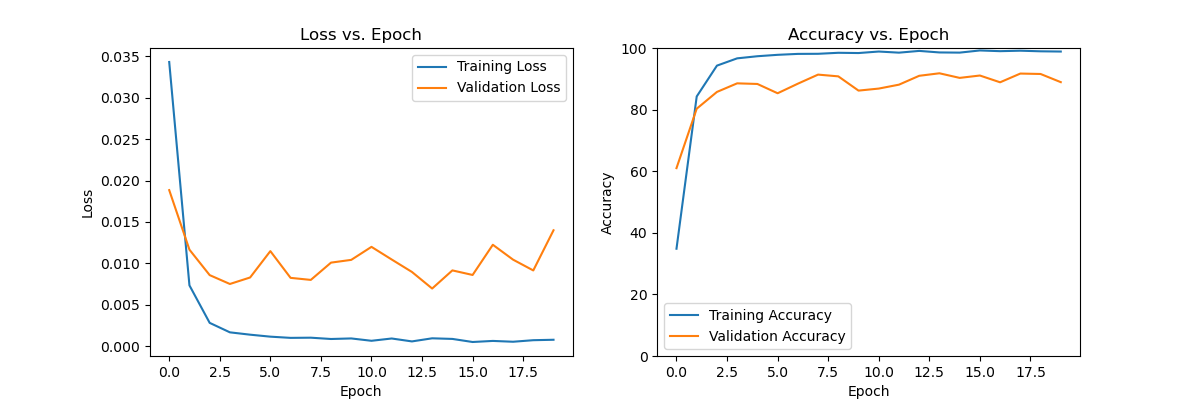 Loss vs. Epoch
0.035
0.030
0.025
0.020
0.015
0.010
0.005
0.000
Loss
Training Loss
Validation Loss
0.0 2.5 5.0 7.5 10.0 12.5 15.0 17.5
Epoch
Accuracy vs. Epoch
100
80
60
40
20
0
Accuracy
Training Accuracy
Validation Accuracy
0.0 2.5 5.0 7.5 10.0 12.5 15.0 17.5
Epoch